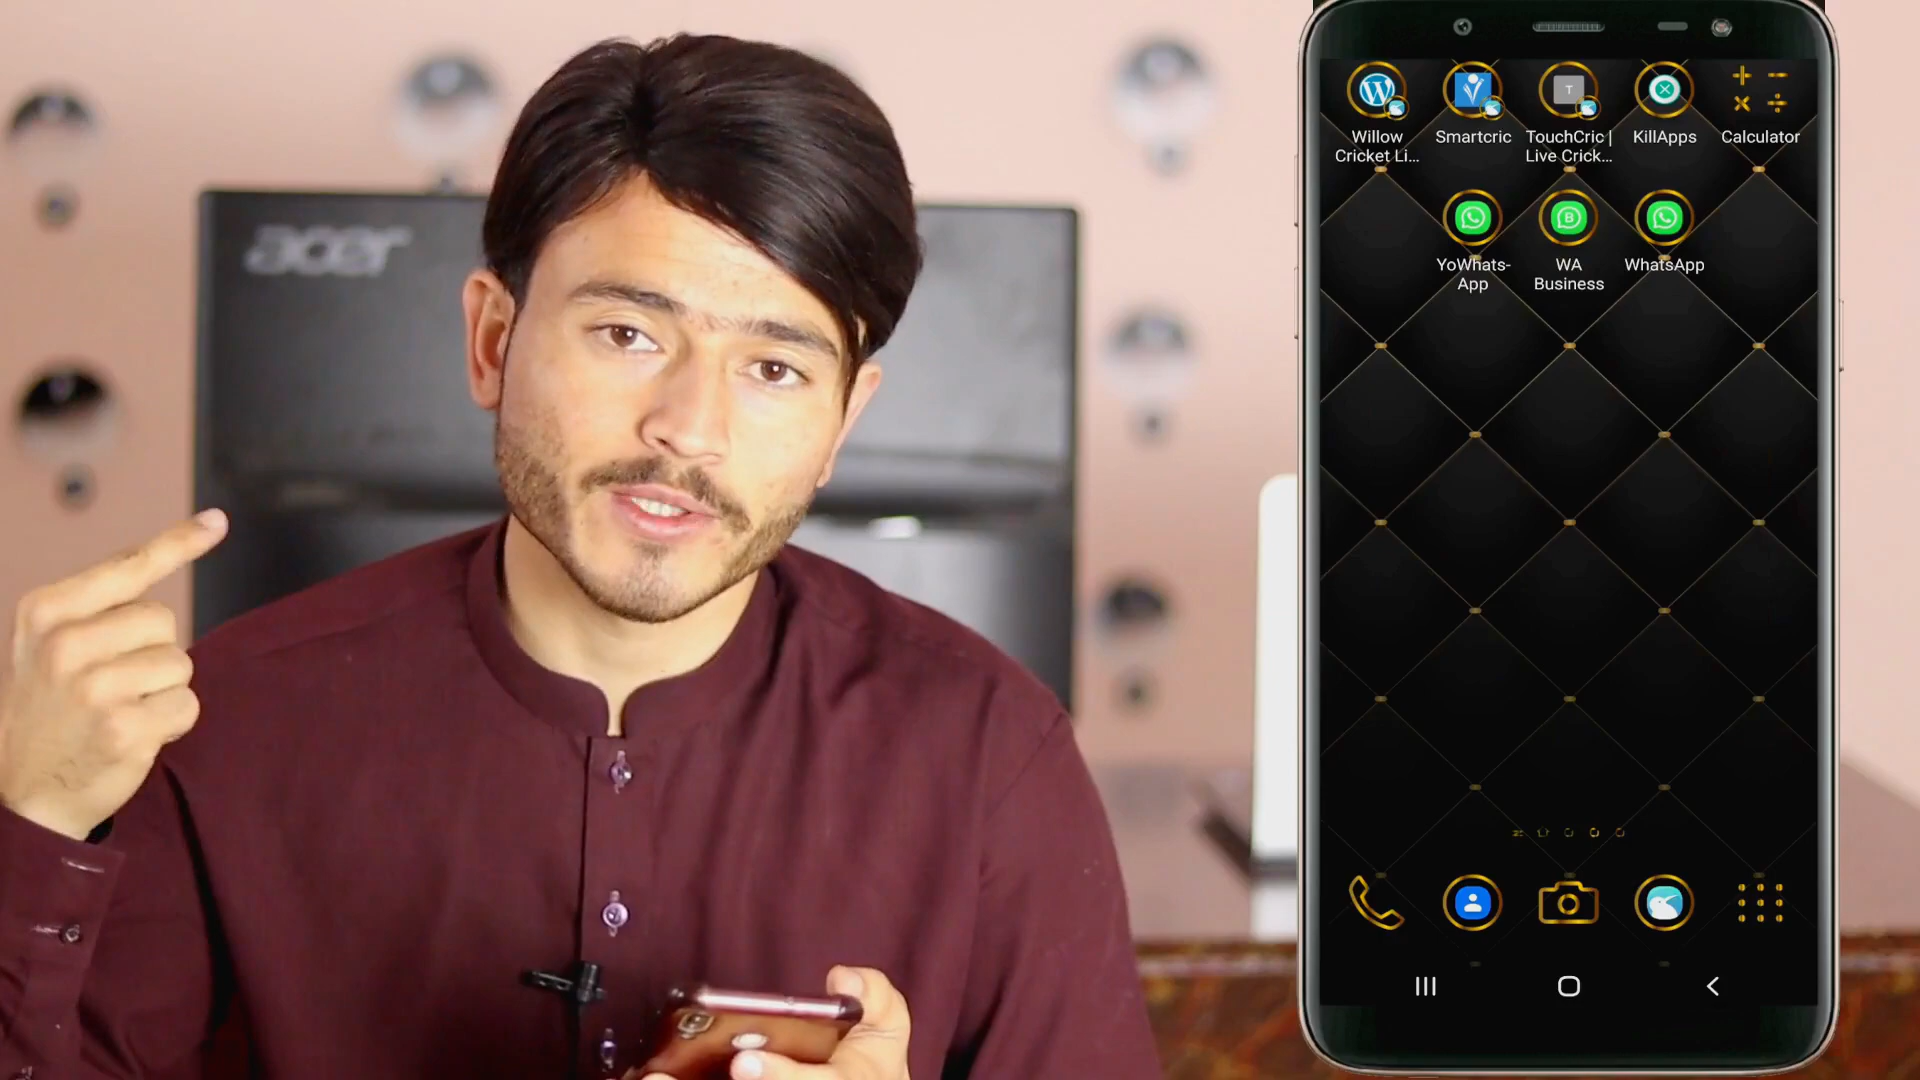 acer
Willow
Cricket Li...
Smartcric
TouchCric |
Live Crick...
KillApps
Calculator
T
YoWhats-
App
B
WA
Business
WhatsApp